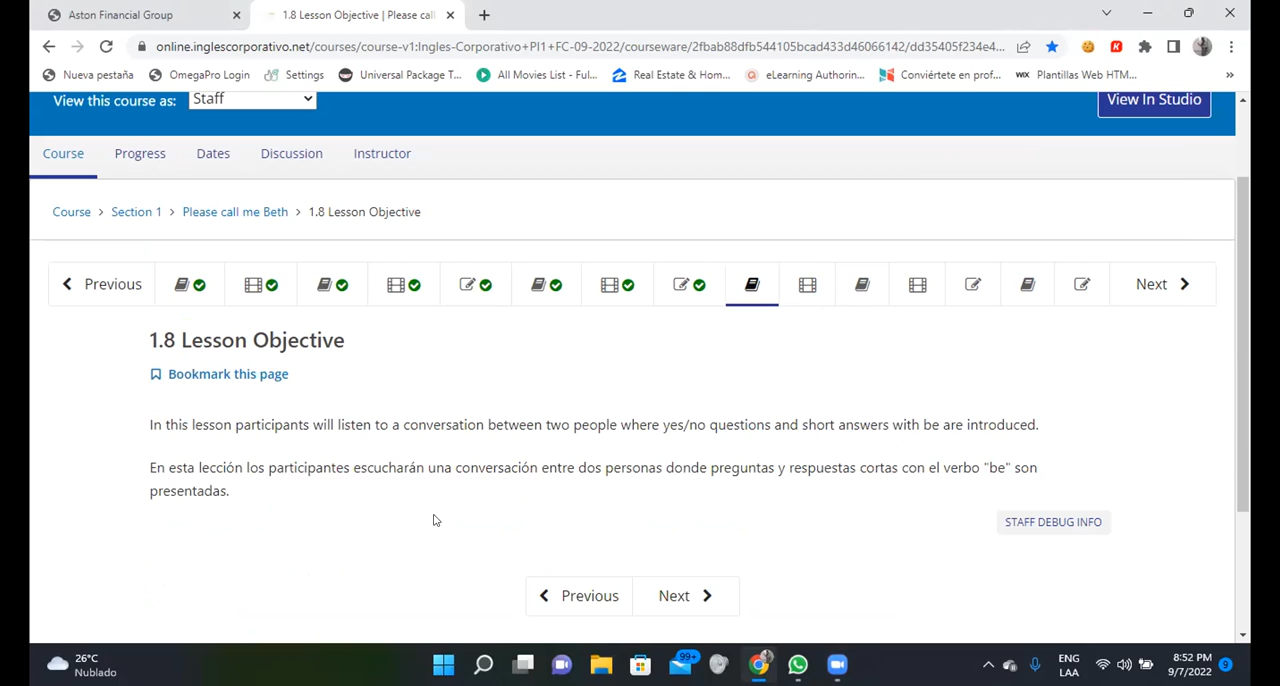 Aston Financial Group
1.8 Lesson Objective | Please call
online.inglescorporativo.net/courses/course-v1:Ingles-Corporativo+PI1+FC-09-2022/courseware/2fbab88dfb544105bcad433d46066142/dd35405f234e4...
Nueva pestaña OmegaPro Login Settings Universal Package T... All Movies List - Ful... Real Estate & Hom... eLearning Authorin... Conviértete en prof... WIX Plantillas Web HTM... »
View this course as: Staff View In Studio
Course Progress Dates Discussion Instructor
Course > Section 1 > Please call me Beth > 1.8 Lesson Objective
Previous Next
1.8 Lesson Objective
Bookmark this page
In this lesson participants will listen to a conversation between two people where yes/no questions and short answers with be are introduced.
En esta lección los participantes escucharán una conversación entre dos personas donde preguntas y respuestas cortas con el verbo "be" son
presentadas.
STAFF DEBUG INFO
Previous Next
26°C
Nublado
99+
ENG
LAA
8:52 PM
9/7/2022
9